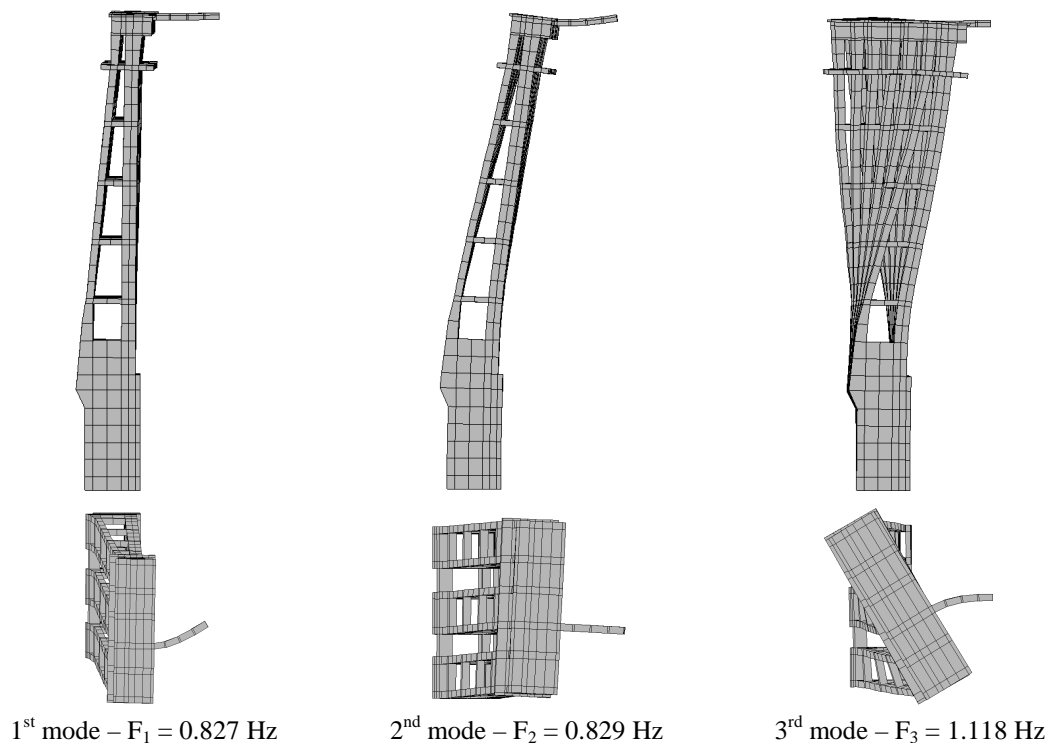 1st mode – F1 = 0.827 Hz
2nd mode – F2 = 0.829 Hz
3rd mode – F3 = 1.118 Hz